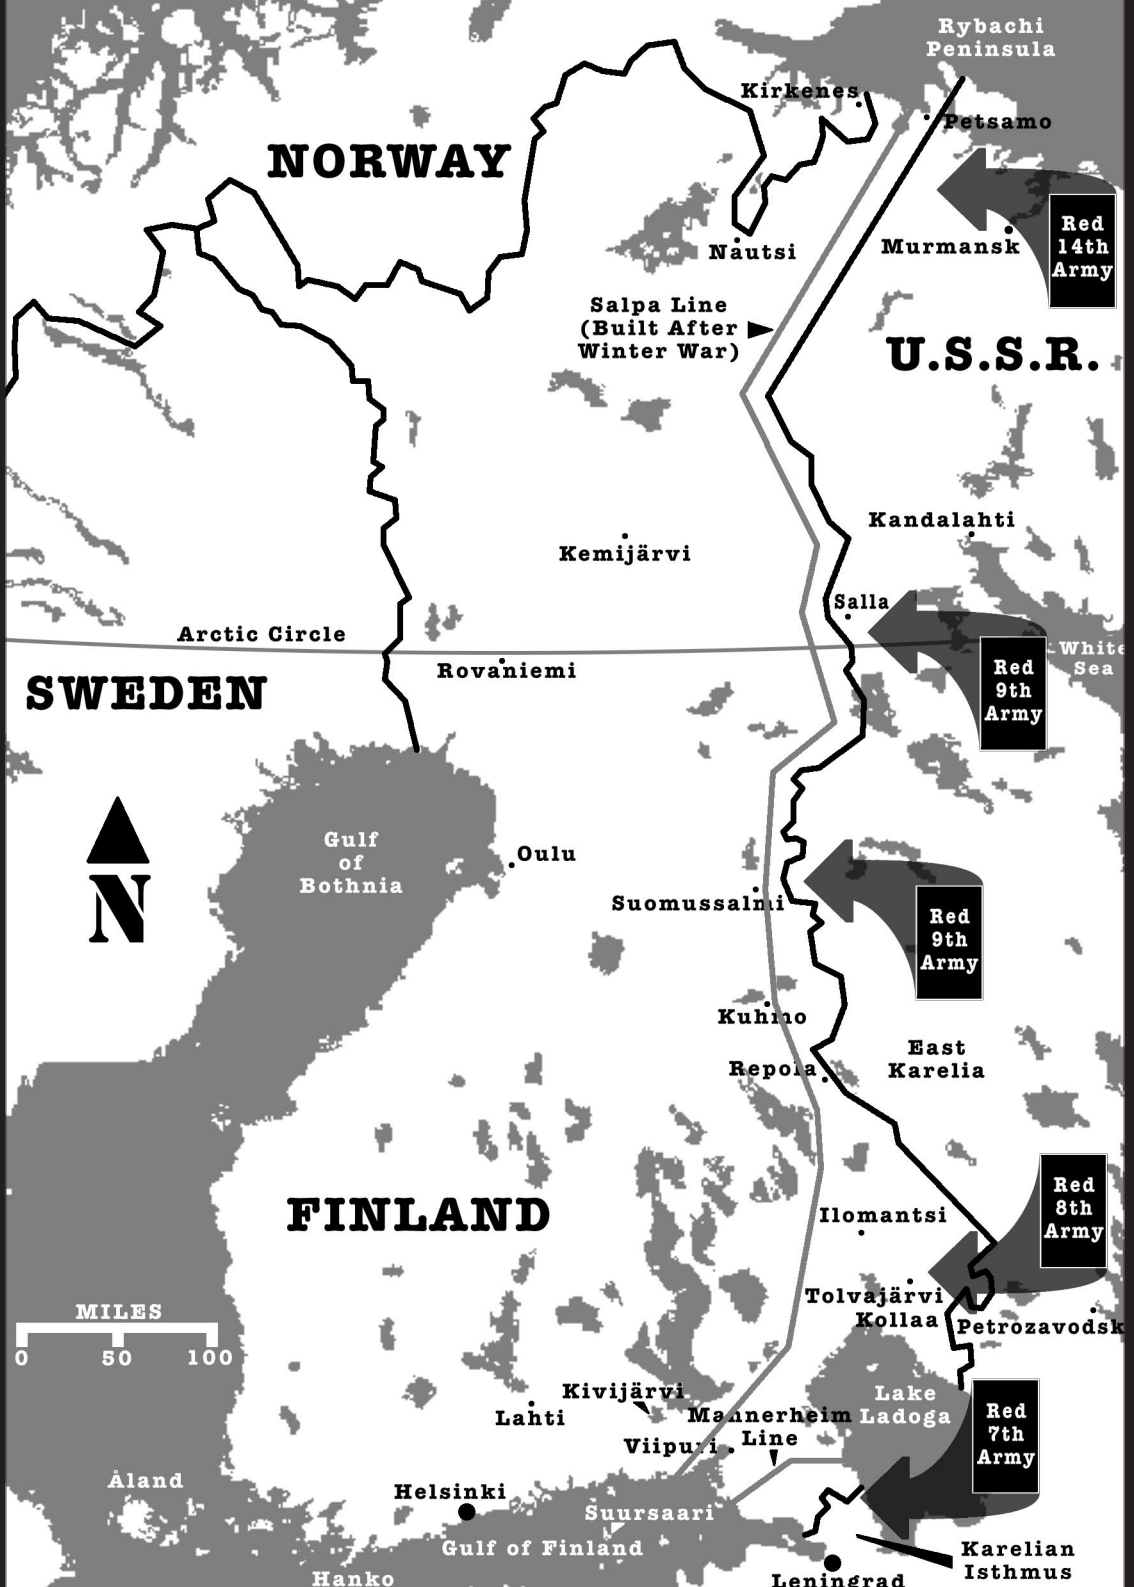 Rybachi
Peninsula
Kirkenes
Petsamo
NORWAY
Red
14th
Army
Nautsi
Murmansk
Salpa Line
(Built After
Winter War)
U.S.S.R.
Kandalahti
Kemijärvi
Salla
Arctic Circle
White
Sea
Rovaniemi
Red
9th
Army
SWEDEN
Gulf
of
Bothnia
Oulu
N
Suomussalmi
Red
9th
Army
Kuhmo
East
Karelia
Repola
Red
8th
Army
FINLAND
Ilomantsi
Tolvajärvi
Kollaa
Petrozavodsk
MILES
0 50 100
Kivijärvi
Lahti
Mannerheim
Line
Lake
Ladoga
Red
7th
Army
Viipuri
Åland
Helsinki
Suursaari
Gulf of Finland
Karelian
Isthmus
Hanko
Leningrad